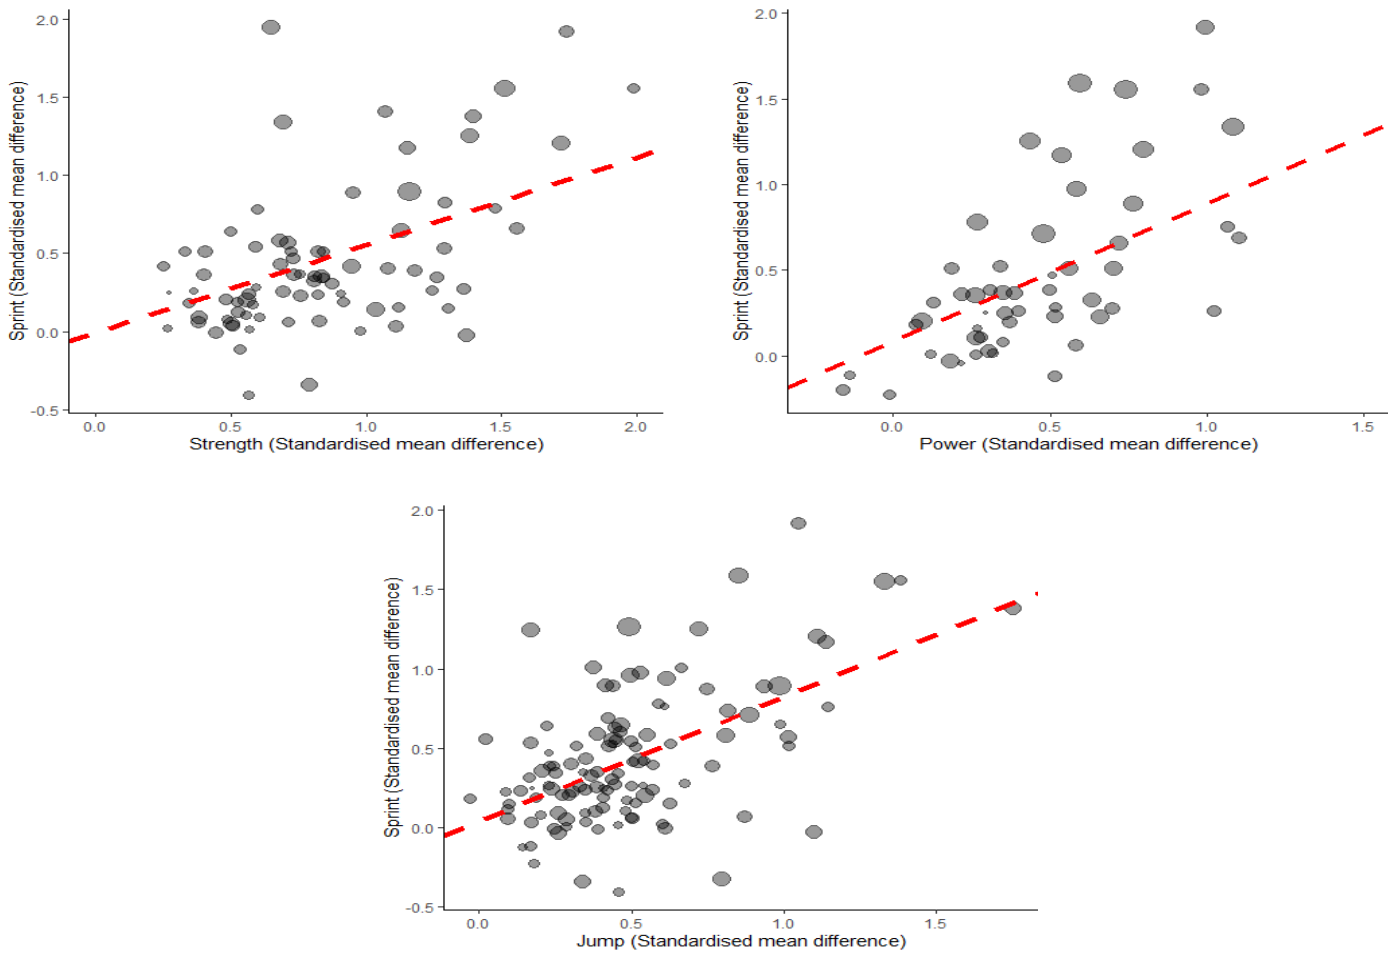 2.0
1.5
1.0
0.5
0.0
-0.5
Sprint (Standardised mean difference)
0.0 0.5 1.0 1.5 2.0
Strength (Standardised mean difference)
2.0
1.5
1.0
0.5
0.0
Sprint (Standardised mean difference)
0.0 0.5 1.0 1.5
Power (Standardised mean difference)
2.0
1.5
1.0
0.5
0.0
-0.5
Sprint (Standardised mean difference)
0.0 0.5 1.0 1.5
Jump (Standardised mean difference)